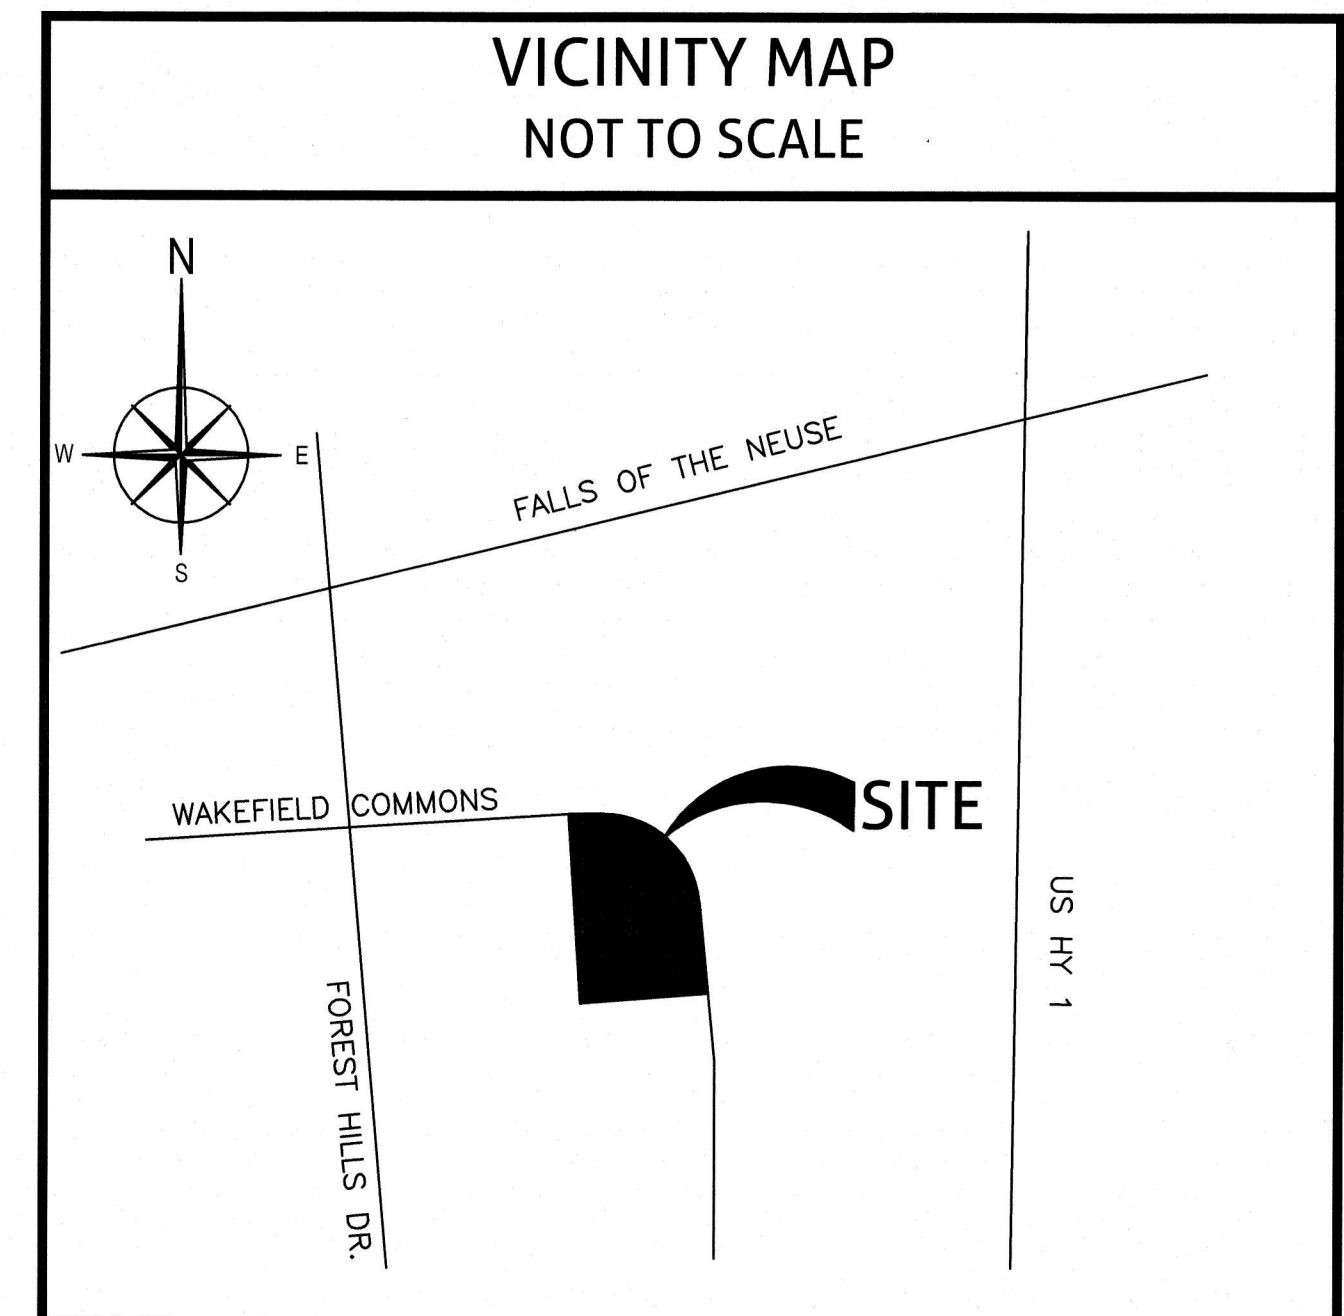 VICINITY MAP
NOT TO SCALE
N
W
E
S
FALLS OF THE NEUSE
WAKEFIELD COMMONS
SITE
US HY 1
FOREST HILLS DR.